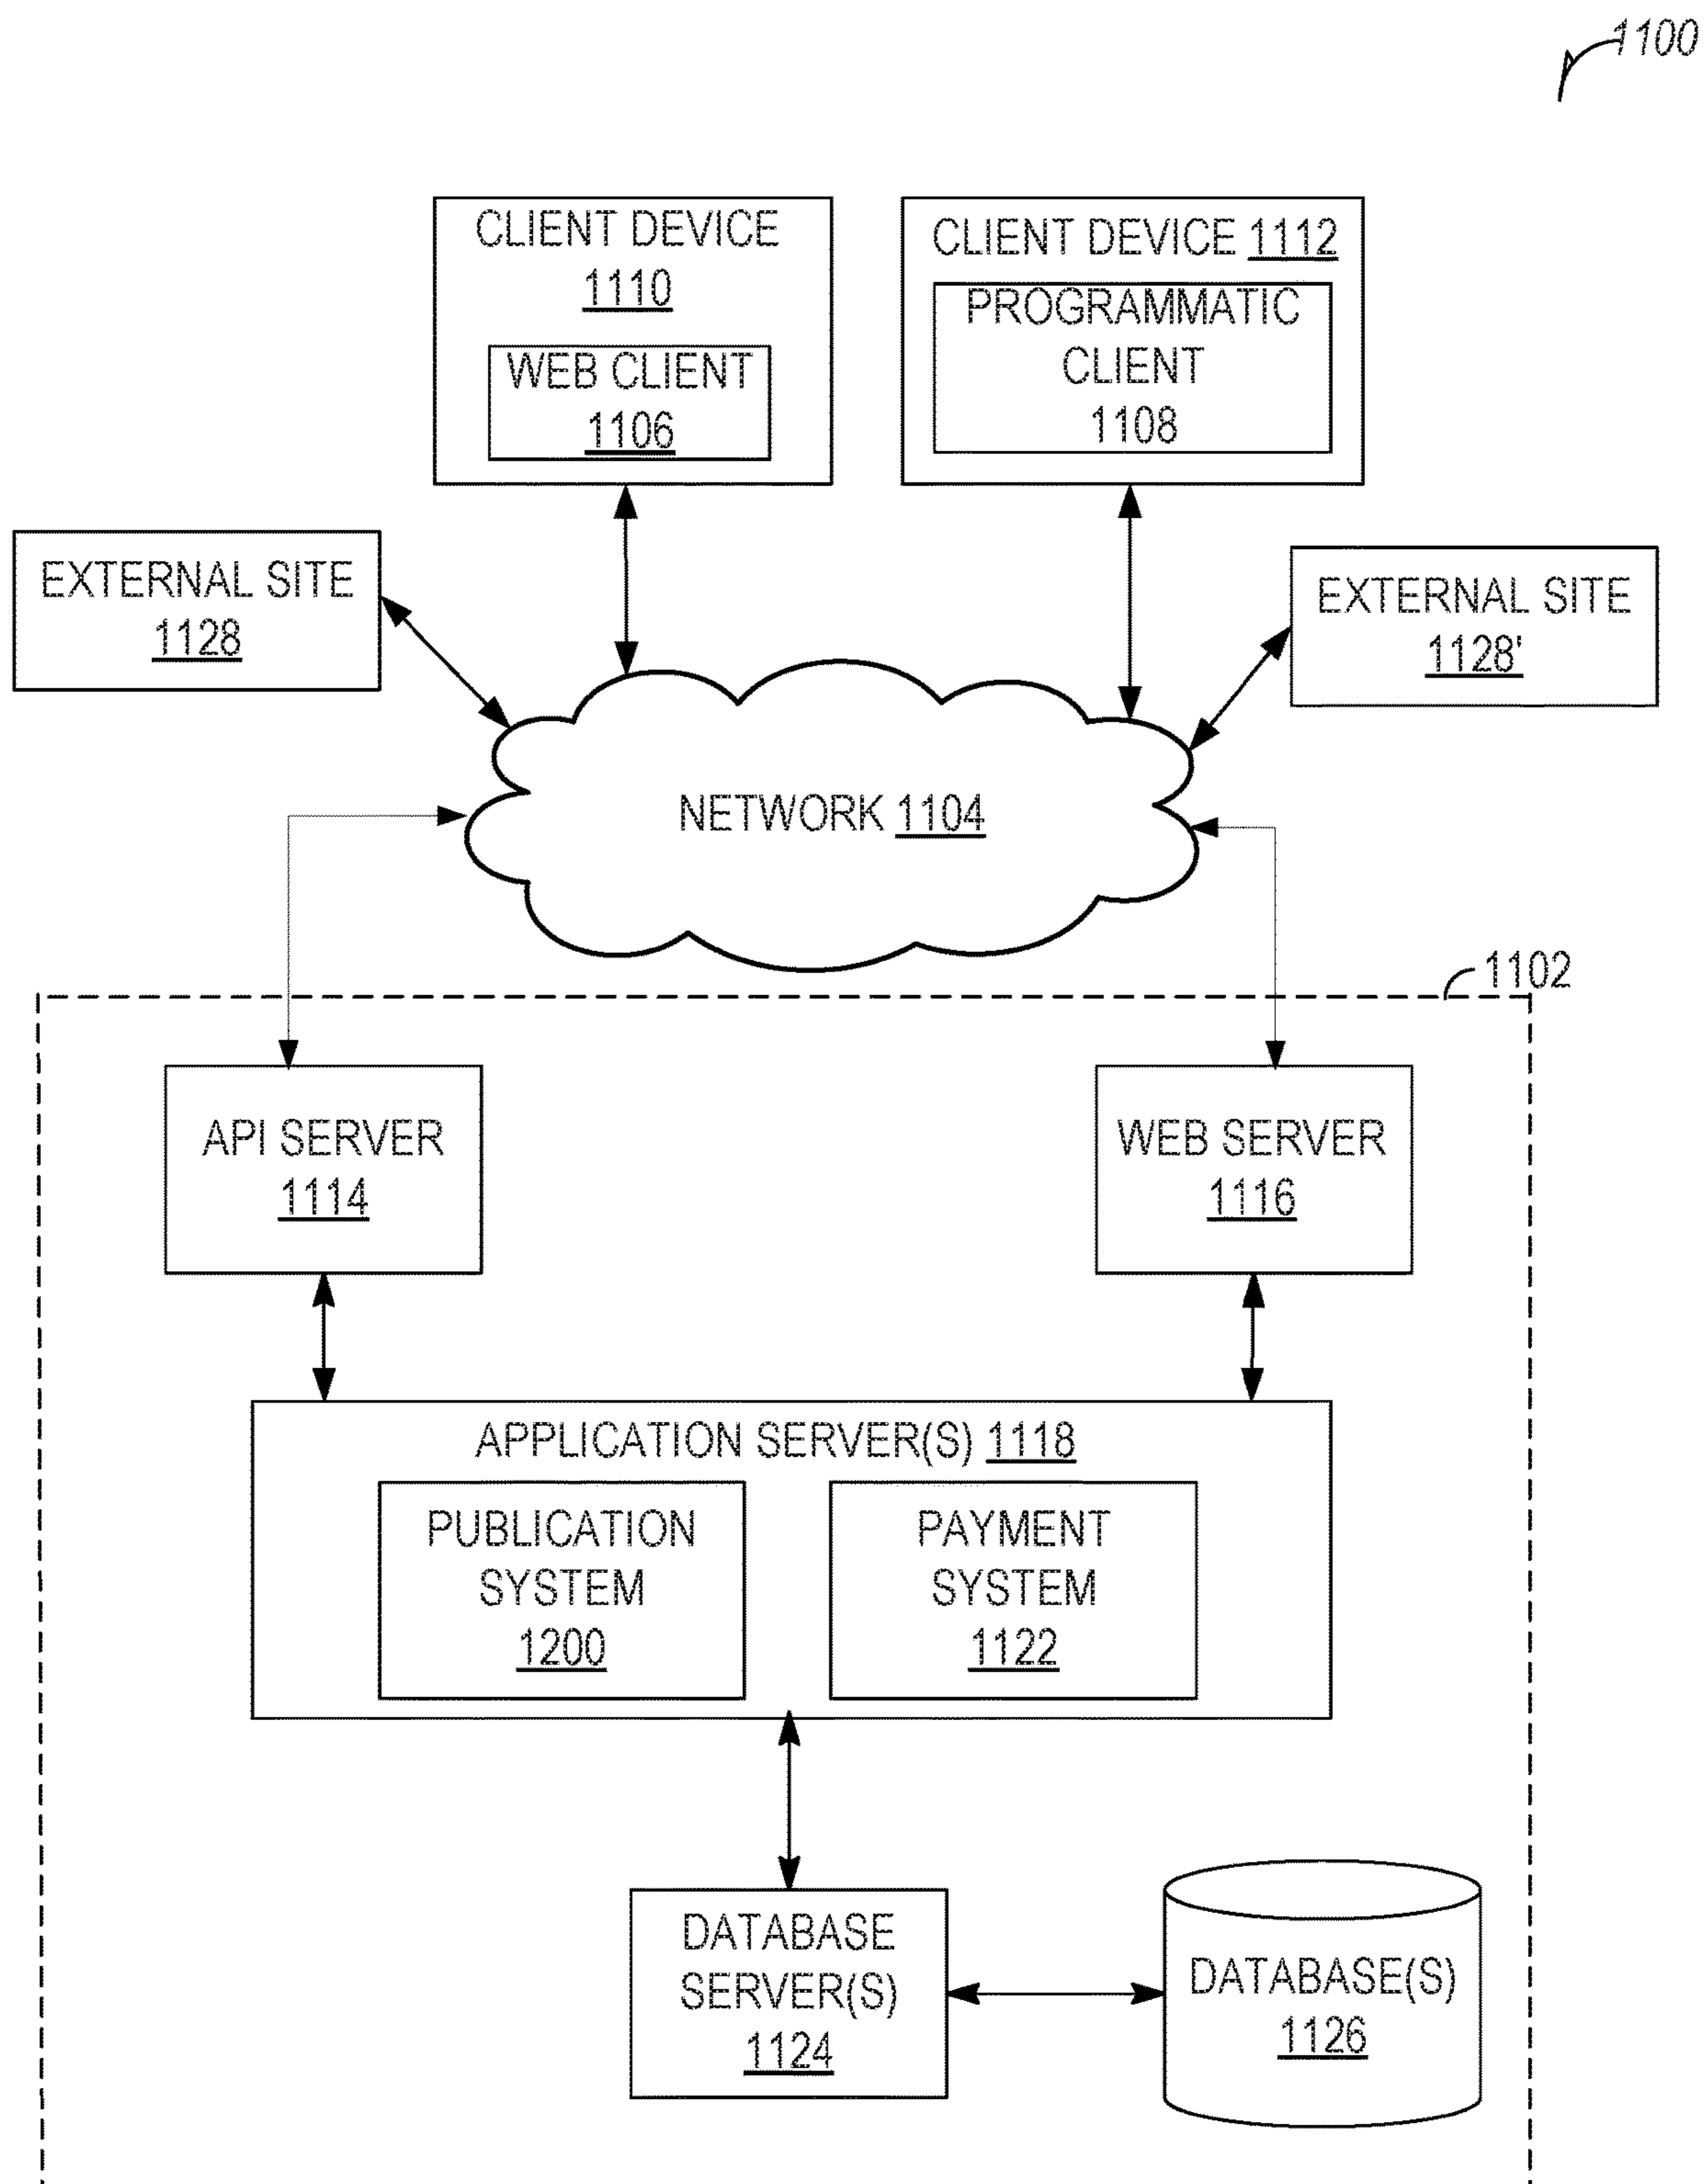 1100
CLIENT DEVICE
1110
WEB CLIENT
1106
CLIENT DEVICE 1112
PROGRAMMATIC
CLIENT
1108
EXTERNAL SITE
1128
EXTERNAL SITE
1128'
NETWORK 1104
1102
API SERVER
1114
WEB SERVER
1116
APPLICATION SERVER(S) 1118
PUBLICATION
SYSTEM
1200
PAYMENT
SYSTEM
1122
DATABASE
SERVER(S)
1124
DATABASE(S)
1126